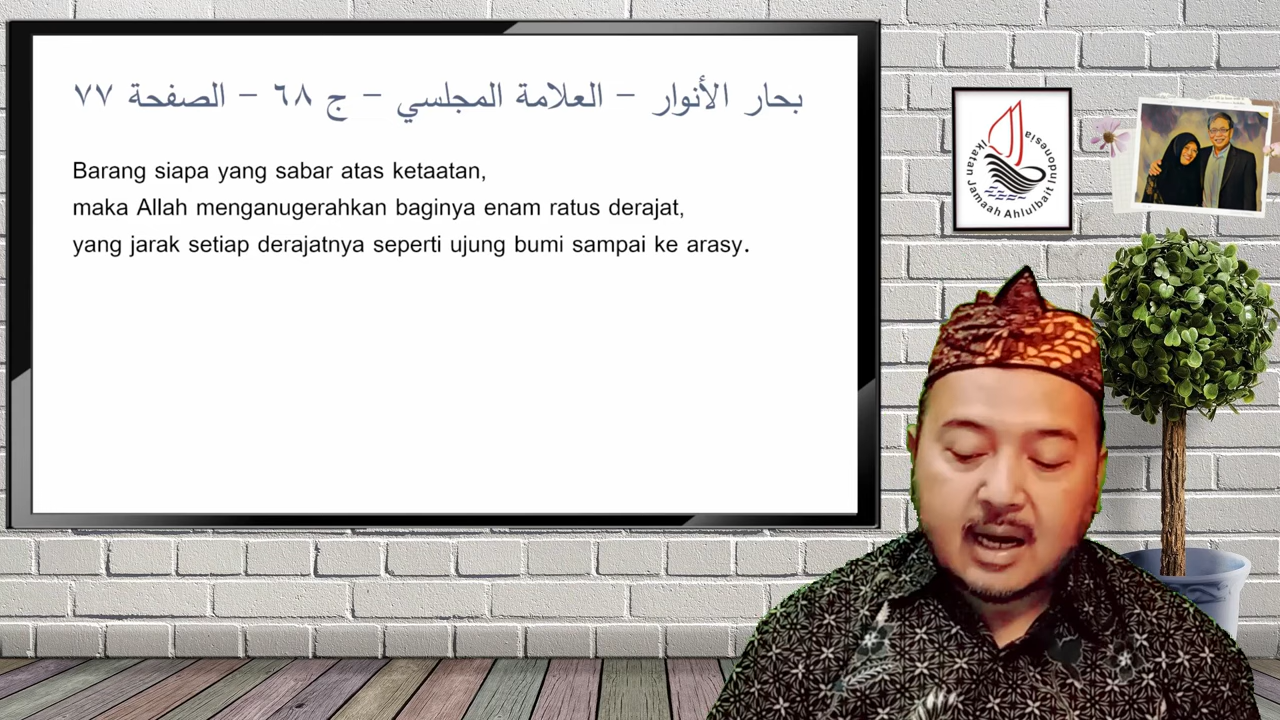 بحار الأنوار – العلامة المجلسي – ج ٦٨ – الصفحة ٧٧
Barang siapa yang sabar atas ketaatan,
maka Allah menganugerahkan baginya enam ratus derajat,
yang jarak setiap derajatnya seperti ujung bumi sampai ke arasy.
Ikatan Jamaah Ahlulbait Indonesia